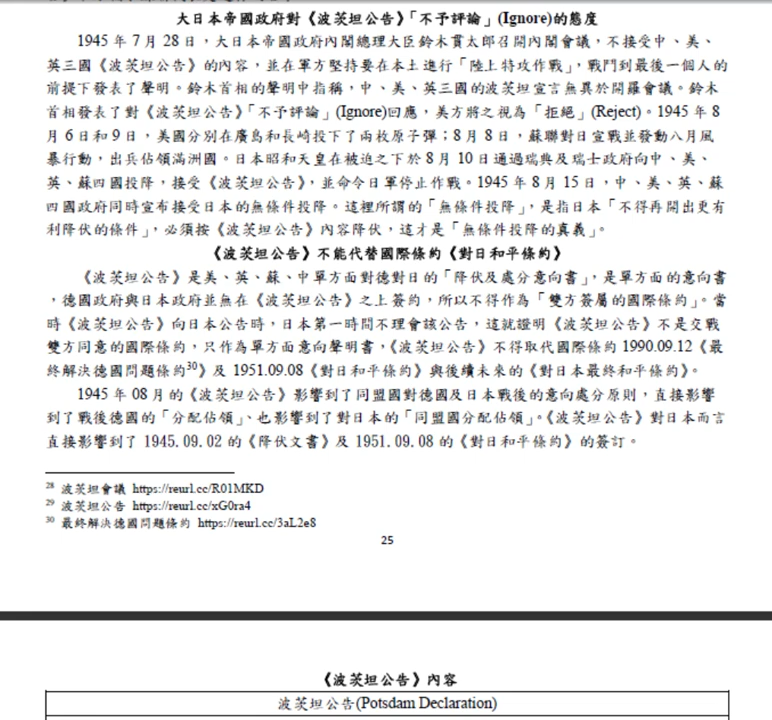 大日本帝國政府對《波茨坦公告》「不予評論」(Ignore)的態度
1945 年 7 月 28 日，大日本帝國政府內閣總理大臣鈴木貫太郎召開內閣會議，不接受中、美、
英三國《波茨坦公告》的內容，並在軍方堅持要在本土進行「陸上特攻作戰」，戰鬥到最後一個人的
前提下發表了聲明。鈴木首相的聲明中指稱，中、美、英三國的波茨坦宣言無異於開羅會議。鈴木
首相發表了對《波茨坦公告》「不予評論」(Ignore)回應，美方將之視為「拒絕」(Reject)。1945 年 8
月 6 日和 9 日，美國分別在廣島和長崎投下了兩枚原子彈；8 月 8 日，蘇聯對日宣戰並發動八月風
暴行動，出兵佔領滿洲國。日本昭和天皇在被迫之下於 8 月 10 日通過瑞典及瑞士政府向中、美、
英、蘇四國投降，接受《波茨坦公告》，並命令日軍停止作戰。1945 年 8 月 15 日，中、美、英、蘇
四國政府同時宣布接受日本的無條件投降。這裡所謂的「無條件投降」，是指日本「不得再開出更有
利降伏的條件」，必須按《波茨坦公告》內容降伏，這才是「無條件投降的真義」。
《波茨坦公告》不能代替國際條約《對日和平條約》
《波茨坦公告》是美、英、蘇、中單方面對德對日的「降伏及處分意向書」，是單方面的意向書
，德國政府與日本政府並無在《波茨坦公告》之上簽約，所以不得作為「雙方簽屬的國際條約」。當
時《波茨坦公告》向日本公告時，日本第一時間不理會該公告，這就證明《波茨坦公告》不是交戰
雙方同意的國際條約，只作為單方面意向聲明書，《波茨坦公告》不得取代國際條約 1990.09.12《最
終解決德國問題條約30》及 1951.09.08《對日和平條約》與後續未來的《對日本最終和平條約》。
1945 年 08 月的《波茨坦公告》影響到了同盟國對德國及日本戰後的意向處分原則，直接影響
到了戰後德國的「分配佔領」、也影響到了對日本的「同盟國分配佔領」。《波茨坦公告》對日本而言
直接影響到了 1945.09.02 的《降伏文書》及 1951.09.08 的《對日和平條約》的簽訂。
28 波茨坦會議 https://reurl.cc/R01MKD
29 波茨坦公告 https://reurl.cc/xG0ra4
30 最終解決德國問題條約 https://reurl.cc/3aL2e8
25
《波茨坦公告》內容
波茨坦公告(Potsdam Declaration)